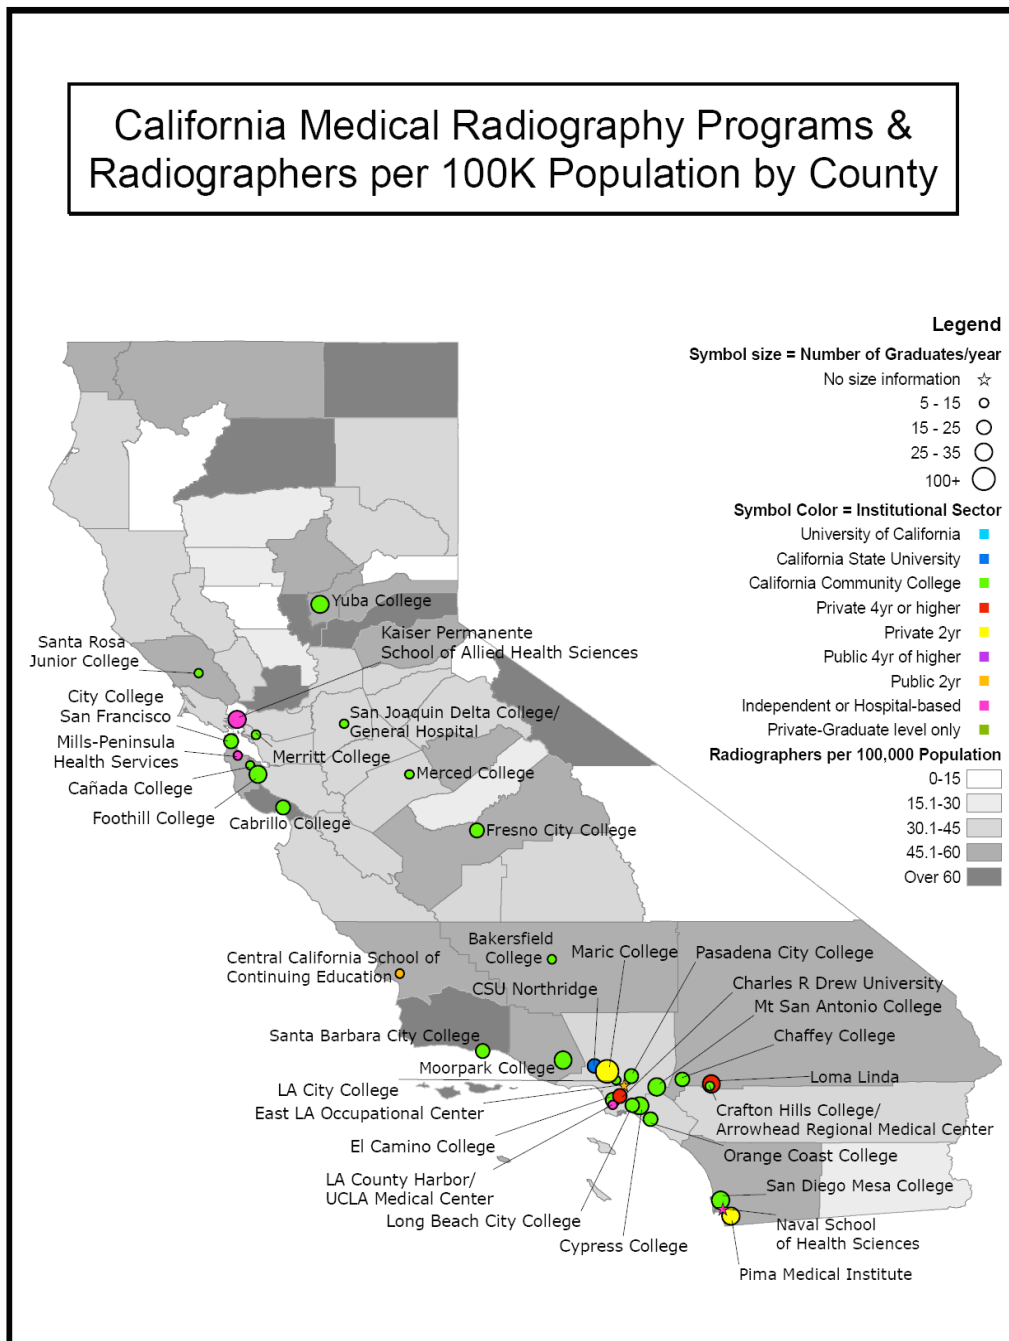 California Medical Radiography Programs &
Radiographers per 100K Population by County
Legend
Symbol size = Number of Graduates/year
No size information
5 - 15
15 - 25
25 - 35
100+
Symbol Color = Institutional Sector
University of California
California State University
California Community College
Private 4yr or higher
Private 2yr
Public 4yr of higher
Public 2yr
Independent or Hospital-based
Private-Graduate level only
Radiographers per 100,000 Population
0-15
15.1-30
30.1-45
45.1-60
Over 60
Yuba College
Kaiser Permanente
School of Allied Health Sciences
Santa Rosa
Junior College
City College
San Francisco
San Joaquin Delta College/
General Hospital
Mills-Peninsula
Health Services
Merritt College
Merced College
Cañada College
Foothill College
Cabrillo College
Fresno City College
Bakersfield
College
Maric College
Pasadena City College
Central California School of
Continuing Education
CSU Northridge
Charles R Drew University
Mt San Antonio College
Santa Barbara City College
Chaffey College
Moorpark College
Loma Linda
LA City College
East LA Occupational Center
Crafton Hills College/
Arrowhead Regional Medical Center
El Camino College
Orange Coast College
LA County Harbor/
UCLA Medical Center
San Diego Mesa College
Long Beach City College
Naval School
of Health Sciences
Cypress College
Pima Medical Institute